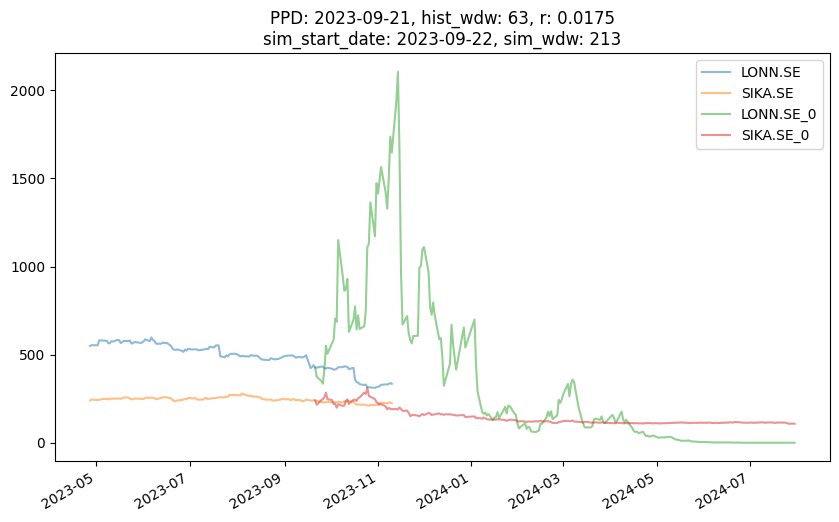 PPD: 2023-09-21, hist_wdw: 63, r: 0.0175
sim_start_date: 2023-09-22, sim_wdw: 213
LONN.SE
SIKA.SE
LONN.SE_0
SIKA.SE_0
2000
1500
1000
500
0
2023-05
2023-07
2023-09
2023-11
2024-01
2024-03
2024-05
2024-07